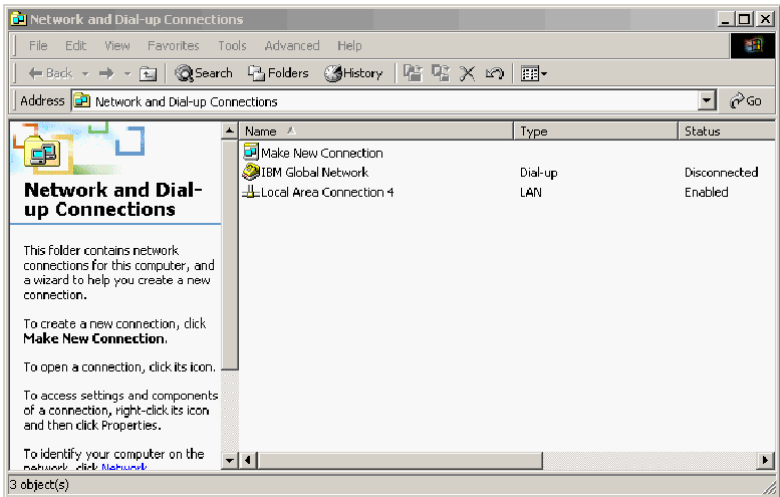 Network and Dial-up Connections
File Edit View Favorites Tools Advanced Help
Back Search Folders History
Address Network and Dial-up Connections Go
Name Type Status
Make New Connection
IBM Global Network Dial-up Disconnected
Local Area Connection 4 LAN Enabled
Network and Dial-
up Connections
This folder contains network
connections for this computer, and
a wizard to help you create a new
connection.
To create a new connection, click
Make New Connection.
To open a connection, click its icon.
To access settings and components
of a connection, right-click its icon
and then click Properties.
To identify your computer on the
network, click Network
3 object(s)